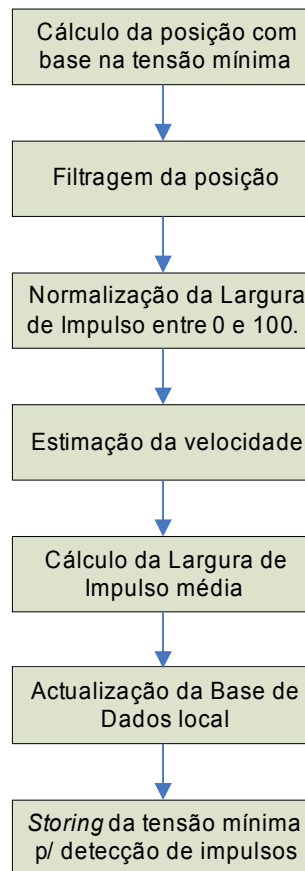 Cálculo da posição com
base na tensão mínima
Filtragem da posição
Normalização da Largura
de Impulso entre 0 e 100.
Estimação da velocidade
Cálculo da Largura de
Impulso média
Actualização da Base de
Dados local
Storing da tensão mínima
p/ detecção de impulsos